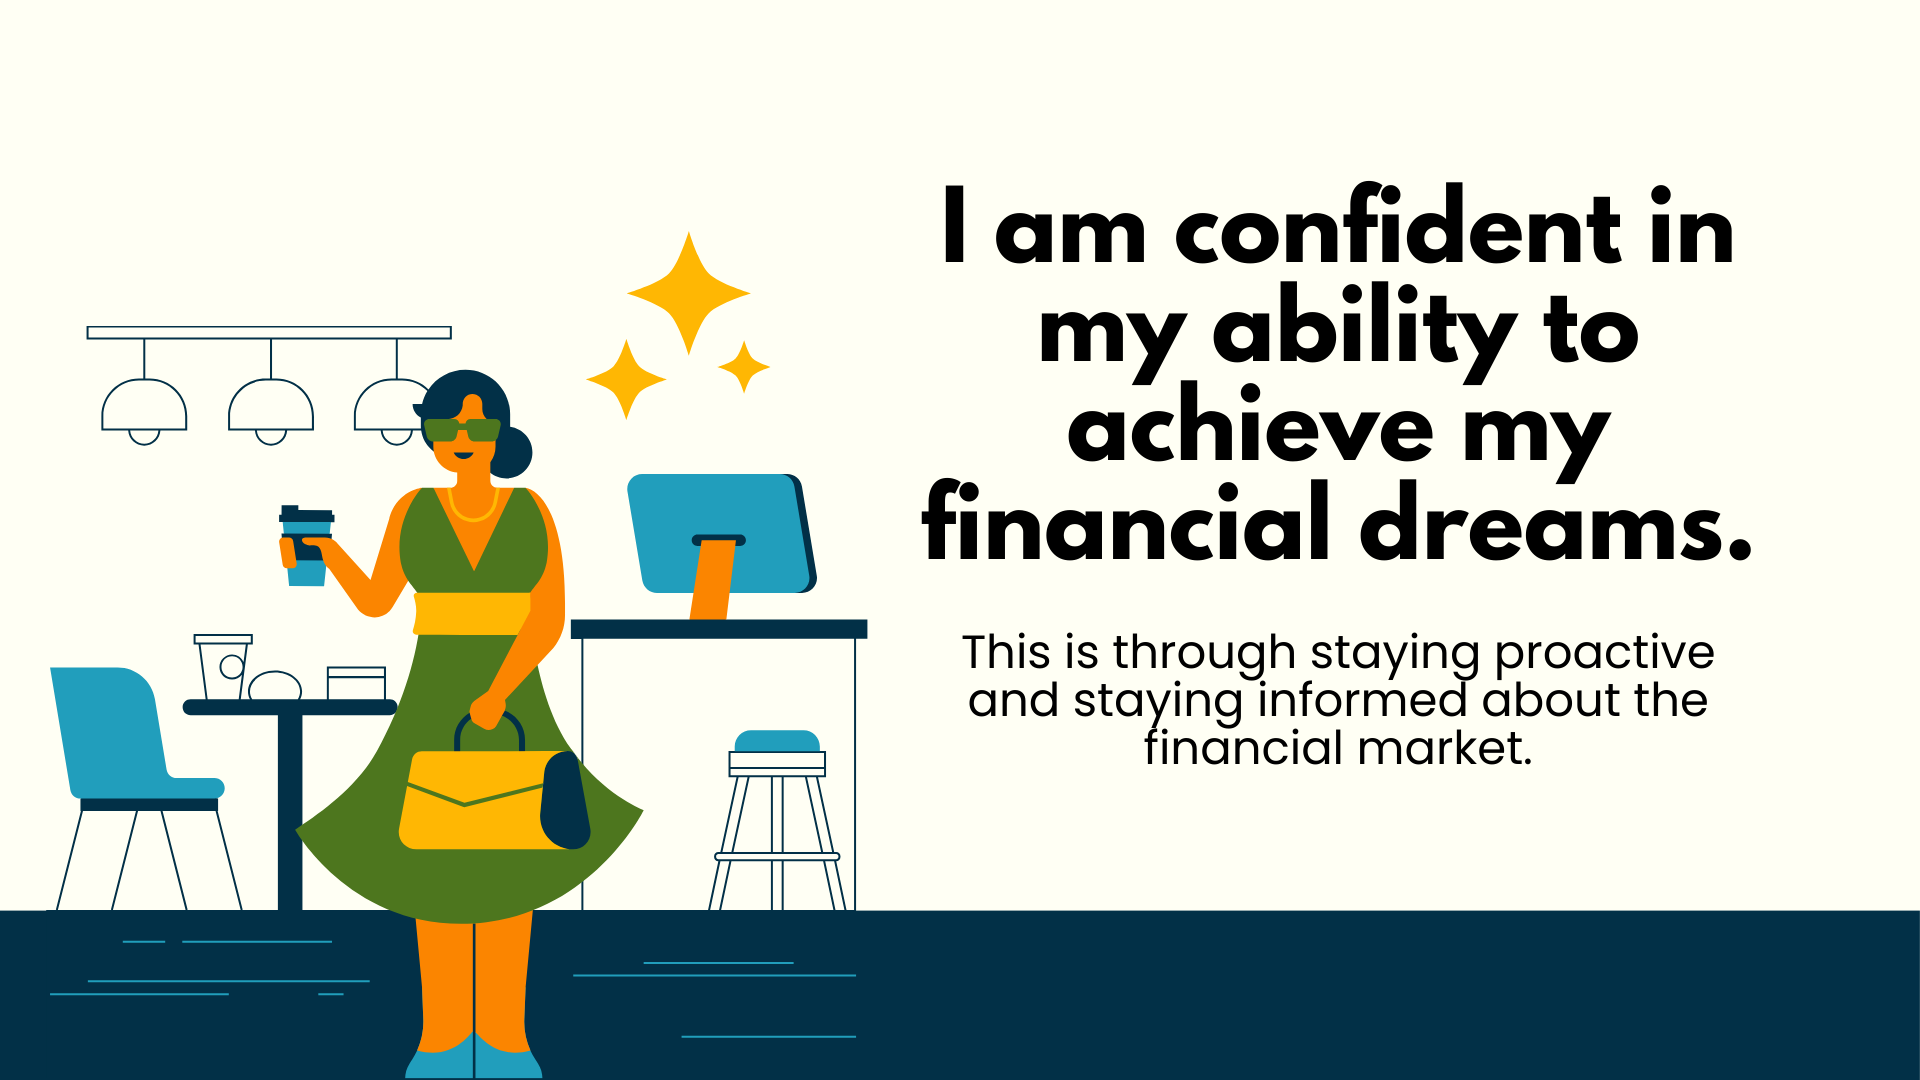 I am confident in
my ability to
achieve my
financial dreams.
This is through staying proactive
and staying informed about the
financial market.